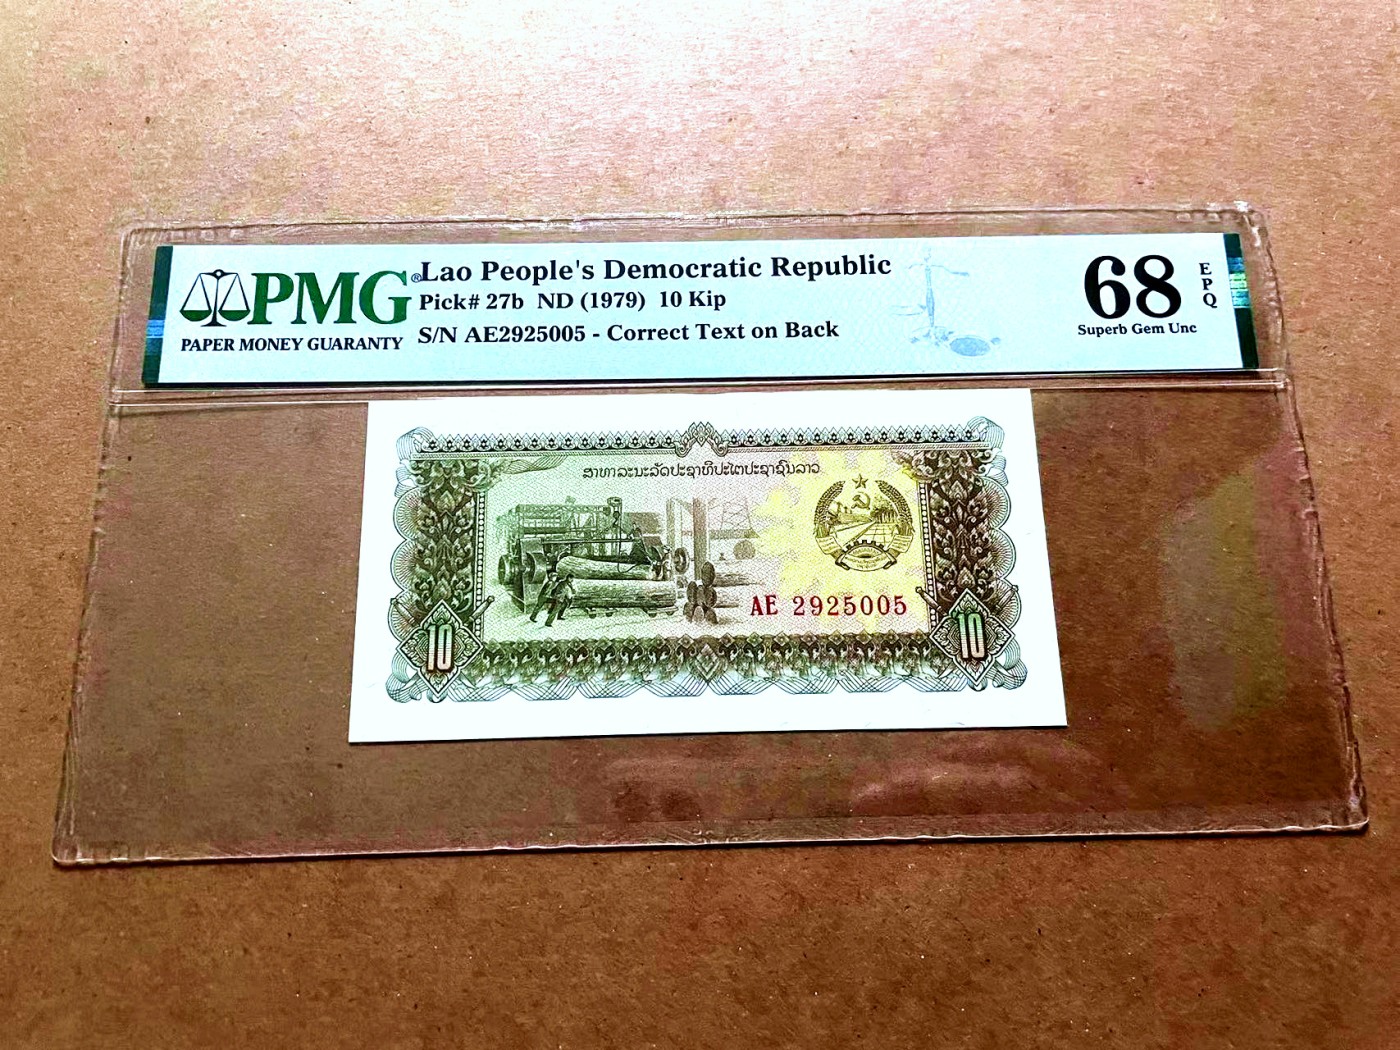 PMG®
PAPER MONEY GUARANTY
Lao People's Democratic Republic
Pick# 27b ND (1979) 10 Kip
S/N AE2925005 - Correct Text on Back
68
EPQ
Superb Gem Unc
ສາທາລະນະລັດປະຊາທິປະໄຕປະຊາຊົນລາວ
AE 2925005
10
10